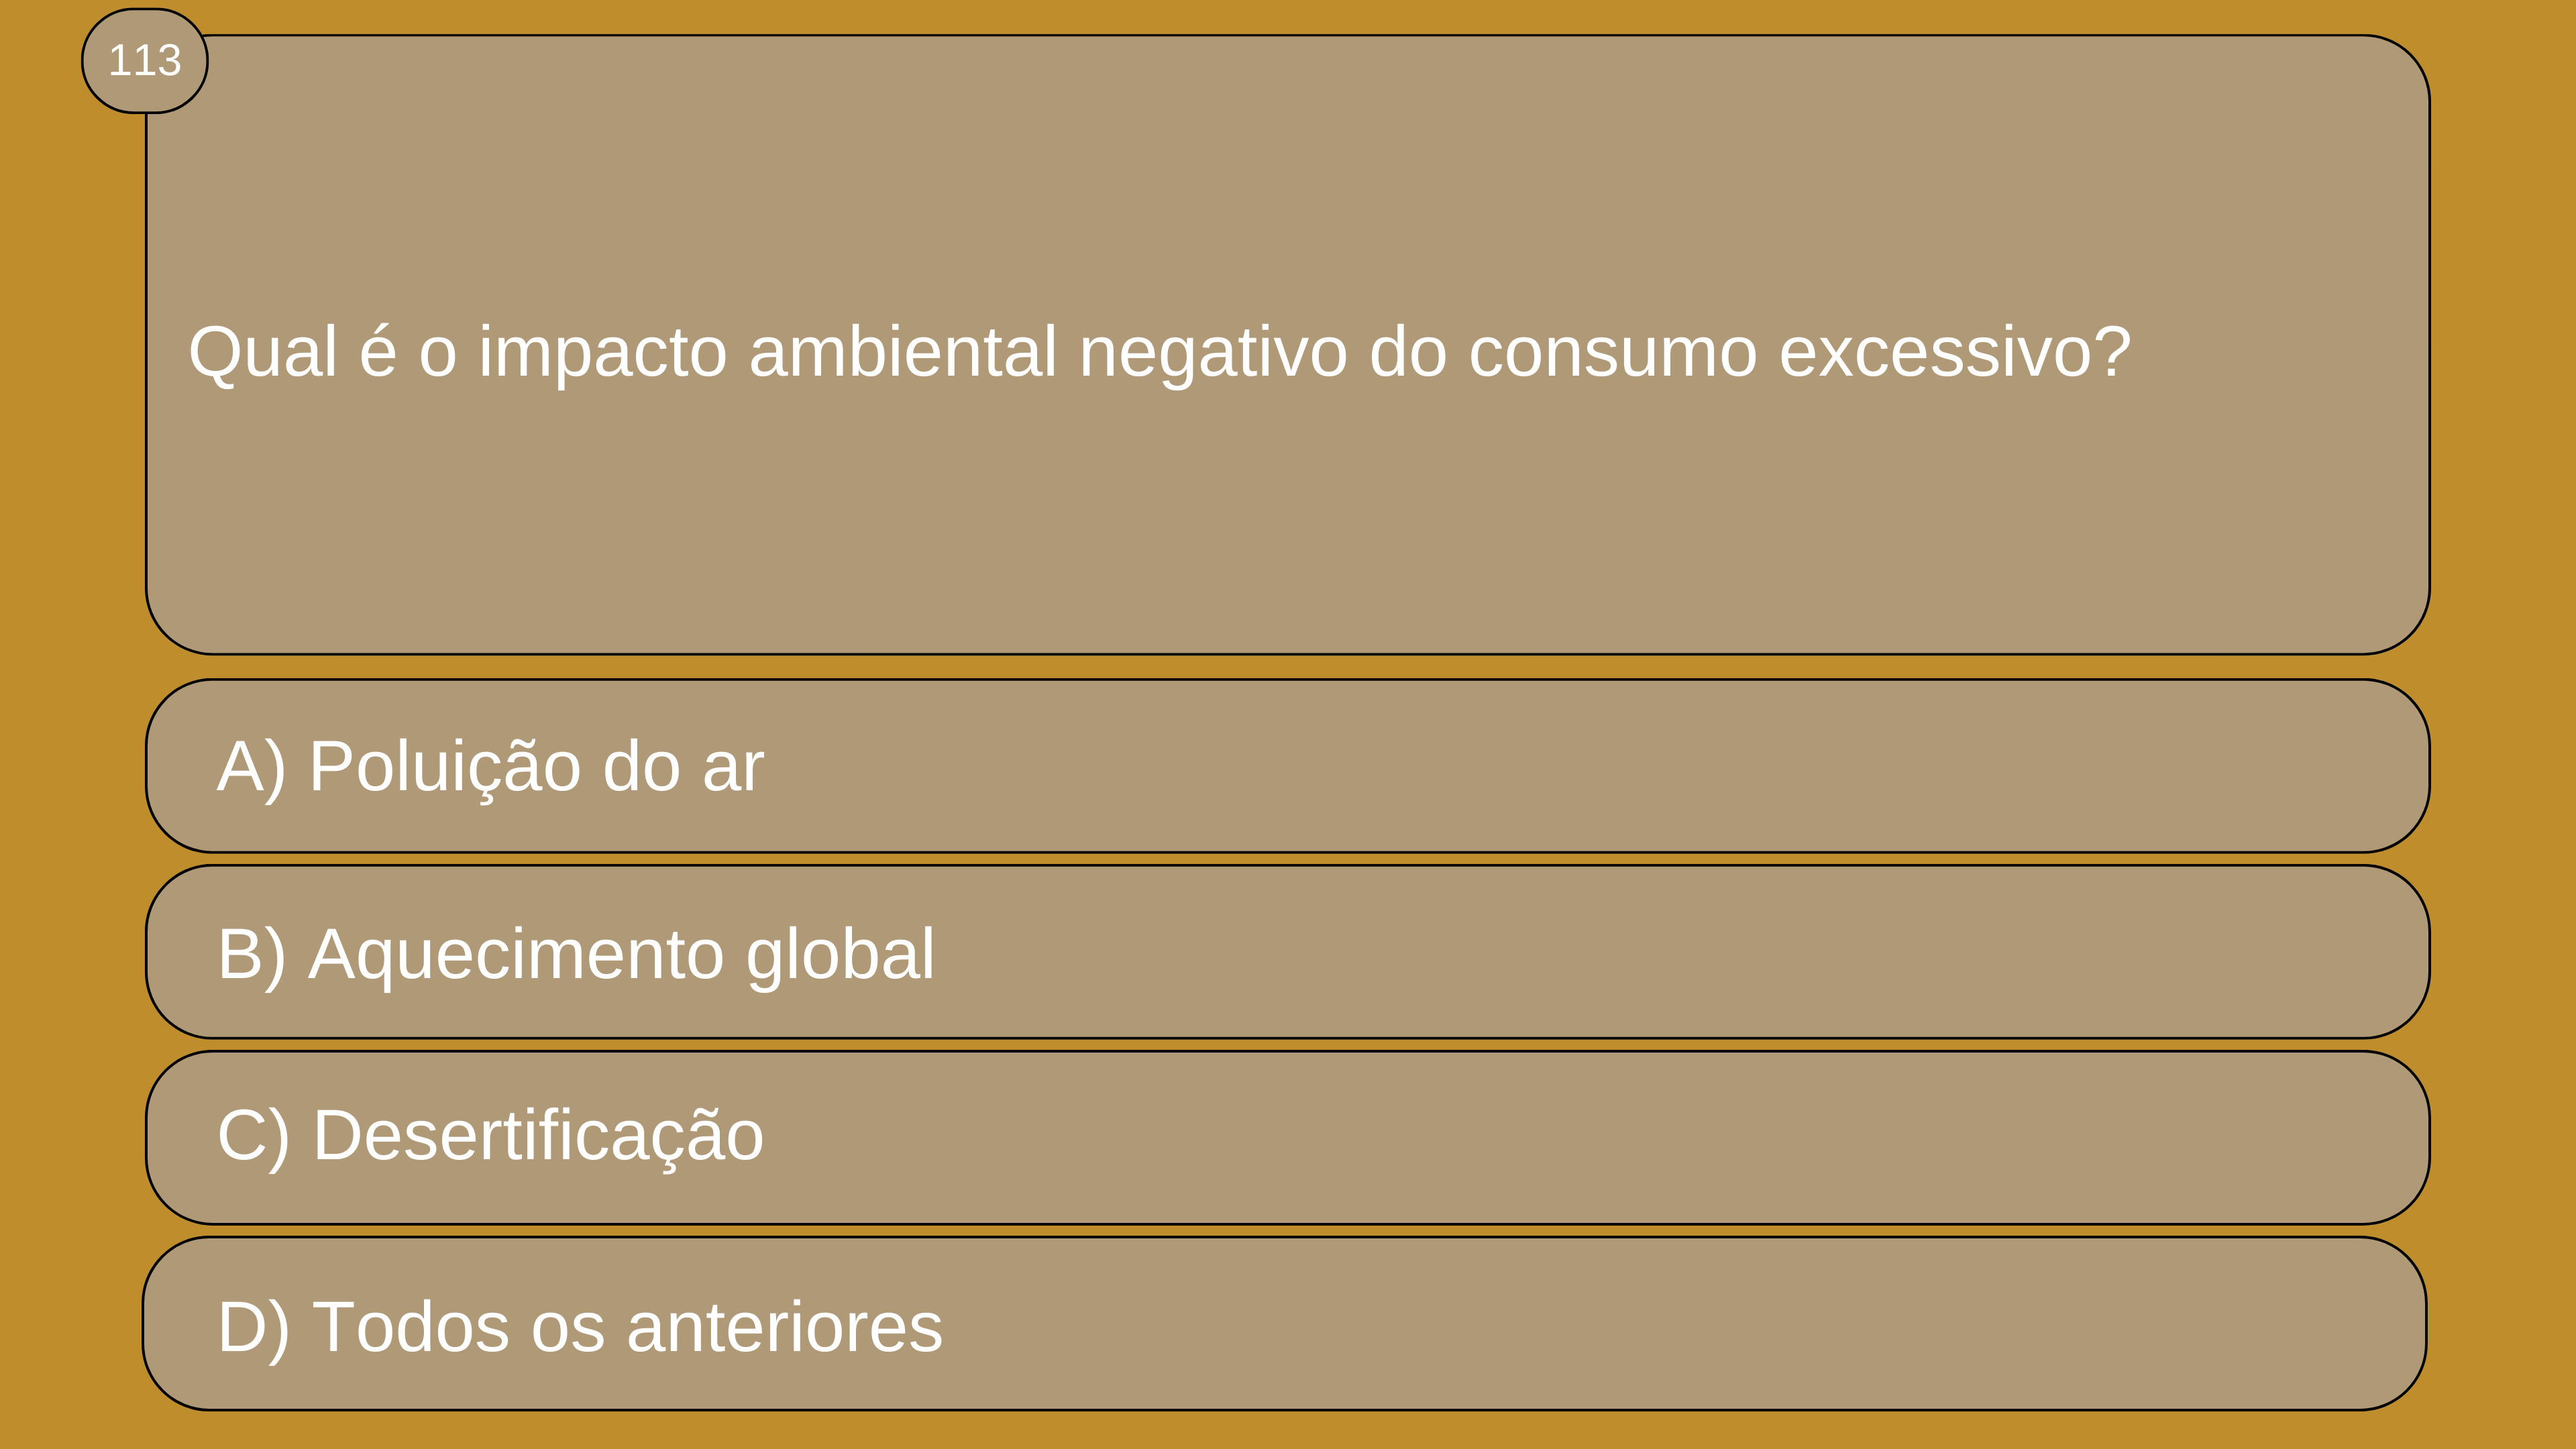 113
Qual é o impacto ambiental negativo do consumo excessivo?
A) Poluição do ar
B) Aquecimento global
C) Desertificação
D) Todos os anteriores